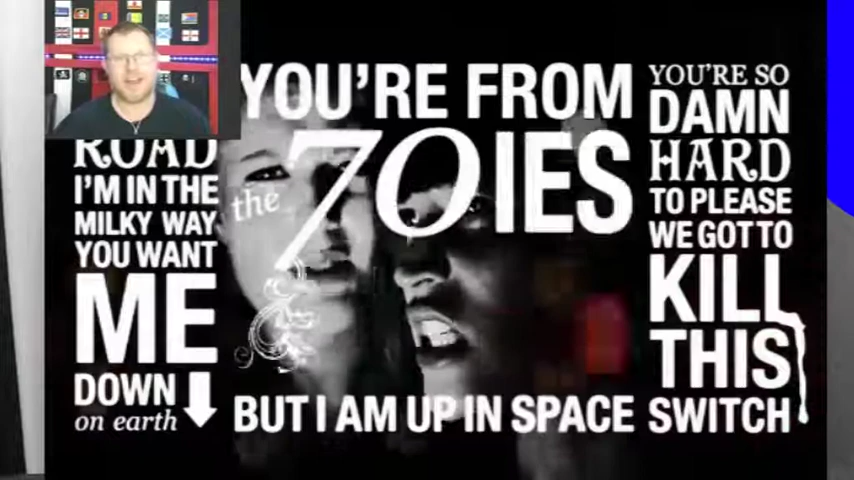 ROAD
I'M IN THE
MILKY WAY
YOU WANT
ME
DOWN
on earth
YOU'RE FROM
the 70IES
BUT I AM UP IN SPACE
YOU'RE SO
DAMN
HARD
TO PLEASE
WE GOT TO
KILL
THIS
SWITCH